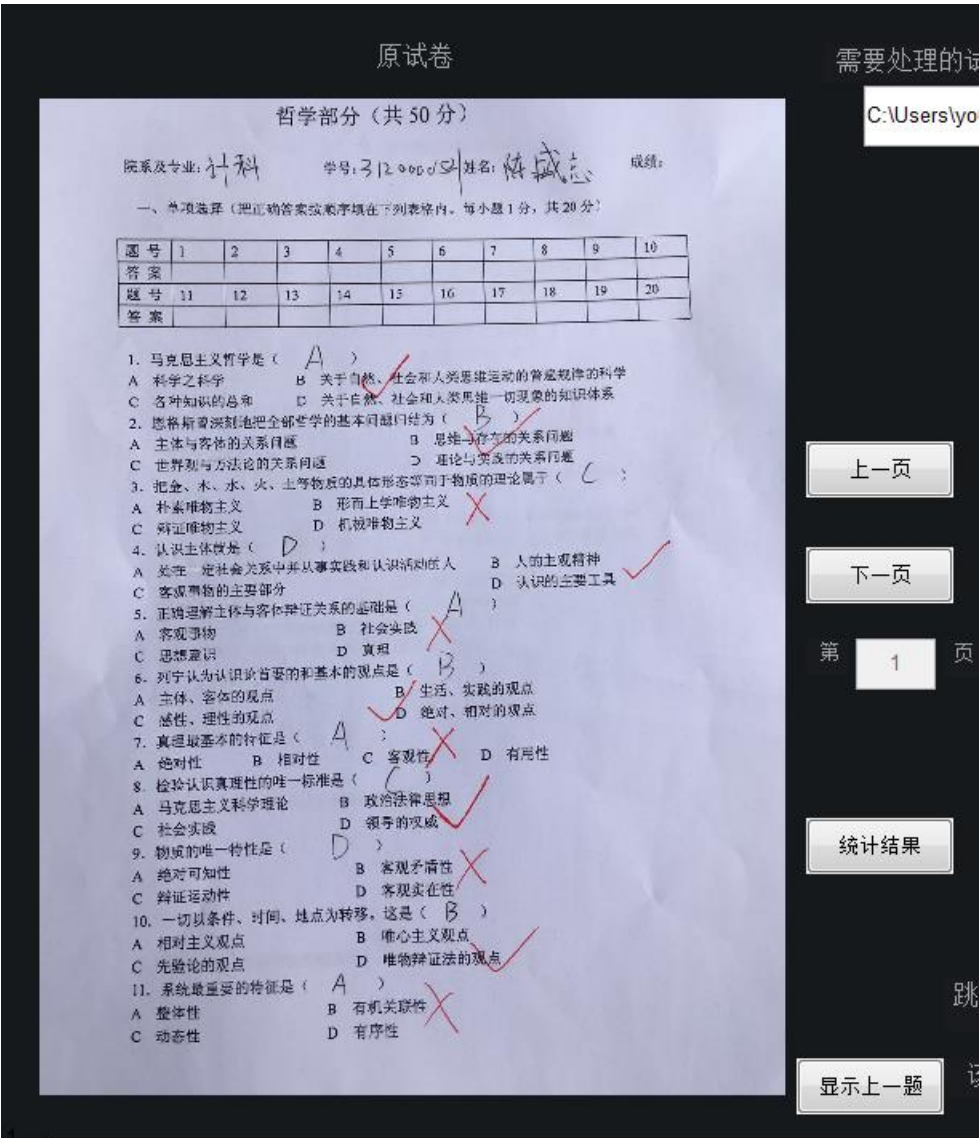 原试卷
需要处理的试
C:\Users\yo
哲学部分（共 50 分）
院系及专业：计科 学号：3120000 姓名：陈诚志 成绩：
一、单项选择（把正确答案按顺序填在下列表格内。每小题 1 分，共 20 分）
题 号 1 2 3 4 5 6 7 8 9 10
答 案
题 号 11 12 13 14 15 16 17 18 19 20
答 案
1. 马克思主义哲学是（ A ）
A 科学之科学 B 关于自然、社会和人类思维运动的普遍规律的科学
C 各种知识的总和 D 关于自然、社会和人类思维一切现象的知识体系
2. 恩格斯曾深刻地把全部哲学的基本问题归结为（ B ）
A 主体与客体的关系问题 B 思维与存在的关系问题
C 世界观与方法论的关系问题 D 理论与实践的关系问题
3. 把金、木、水、火、土等物质的具体形态等同于物质的理论属于（ C ）
A 朴素唯物主义 B 形而上学唯物主义
C 辩证唯物主义 D 机械唯物主义
4. 认识主体就是（ D ）
A 处在一定社会关系中并从事实践和认识活动的人 B 人的主观精神
C 客观事物的主要部分 D 认识的主要工具
5. 正确理解主体与客体辩证关系的基础是（ A ）
A 客观事物 B 社会实践
C 思想意识 D 真理
6. 列宁认为认识论首要的和基本的观点是（ B ）
A 主体、客体的观点 B 生活、实践的观点
C 感性、理性的观点 D 绝对、相对的观点
7. 真理最基本的特征是（ A ）
A 绝对性 B 相对性 C 客观性 D 有用性
8. 检验认识真理性的唯一标准是（ C ）
A 马克思主义科学理论 B 政治法律思想
C 社会实践 D 领导的权威
9. 物质的唯一特性是（ D ）
A 绝对可知性 B 客观矛盾性
C 辩证运动性 D 客观实在性
10. 一切以条件、时间、地点为转移，这是（ B ）
A 相对主义观点 B 唯心主义观点
C 先验论的观点 D 唯物辩证法的观点
11. 系统最重要的特征是（ A ）
A 整体性 B 有机关联性
C 动态性 D 有序性
上一页
下一页
第 1 页
统计结果
跳
显示上一题